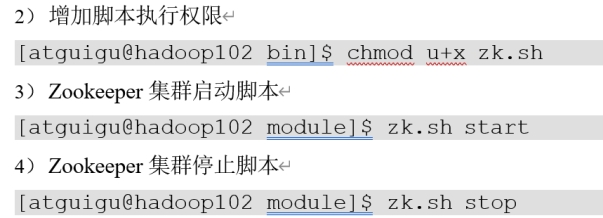 2）增加脚本执行权限↵
[atguigu@hadoop102 bin]$ chmod u+x zk.sh
3）Zookeeper 集群启动脚本↵
[atguigu@hadoop102 module]$ zk.sh start
4）Zookeeper 集群停止脚本↵
[atguigu@hadoop102 module]$ zk.sh stop